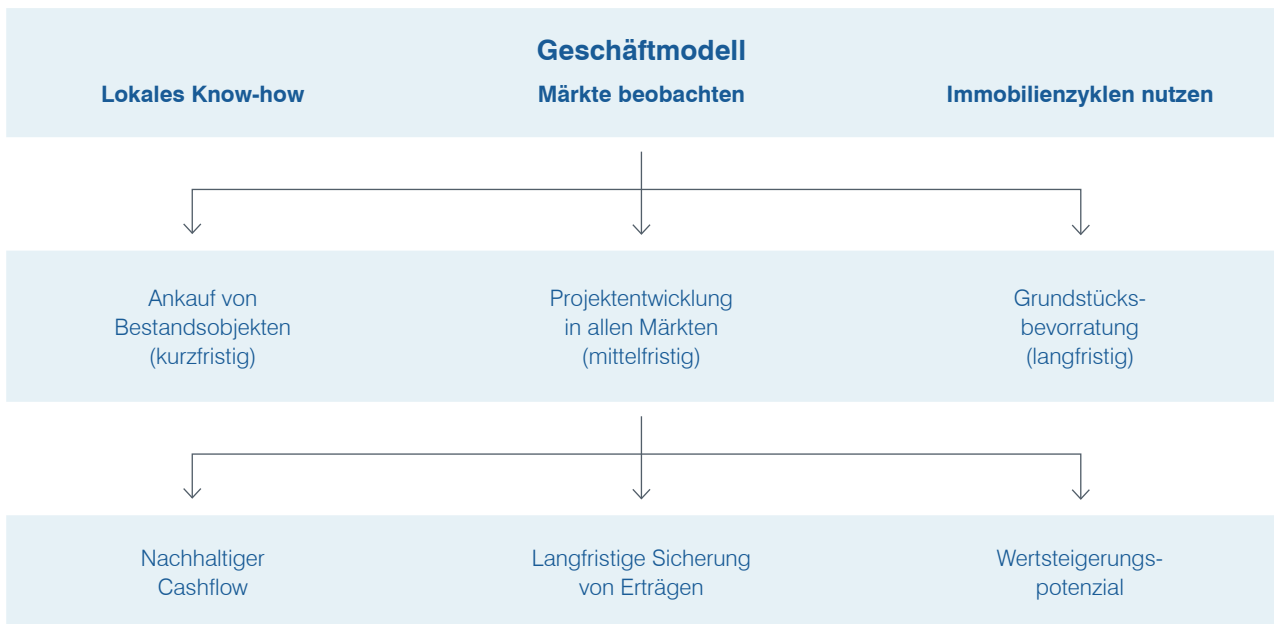 Geschäftmodell
Lokales Know-how
Märkte beobachten
Immobilienzyklen nutzen
Ankauf von
Bestandsobjekten
(kurzfristig)
Projektentwicklung
in allen Märkten
(mittelfristig)
Grundstücks-
bevorratung
(langfristig)
Nachhaltiger
Cashflow
Langfristige Sicherung
von Erträgen
Wertsteigerungs-
potenzial